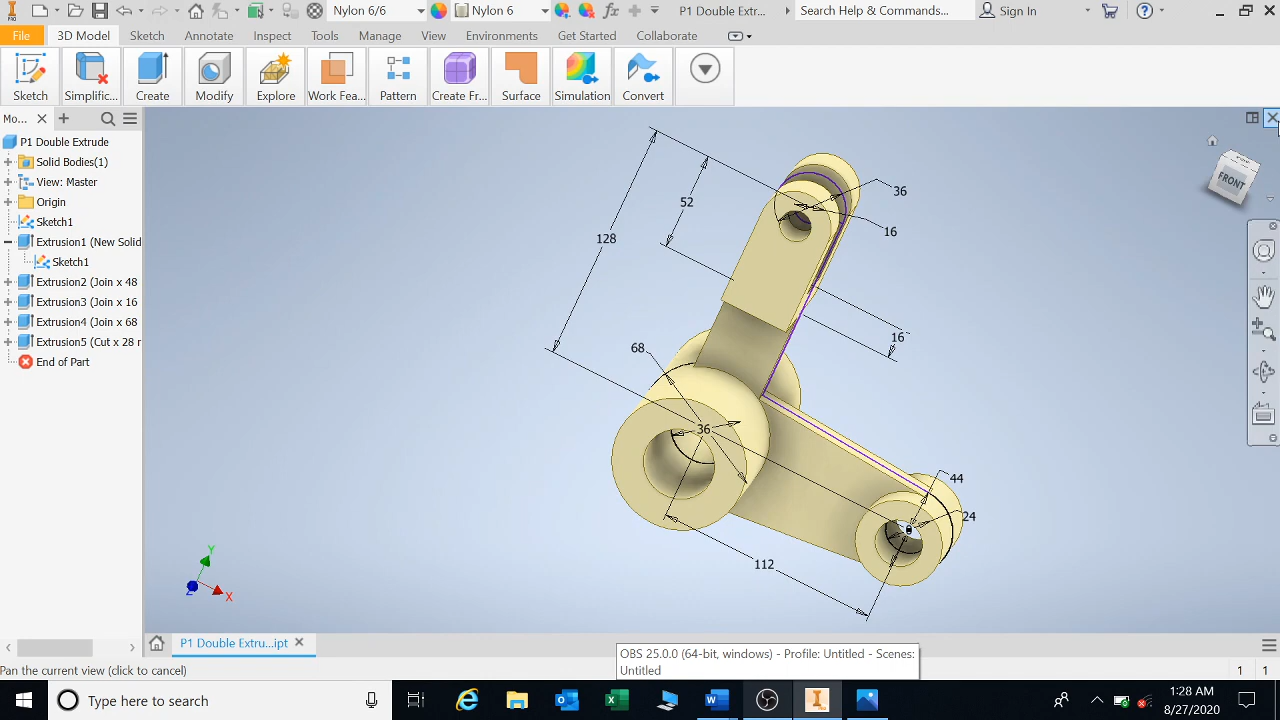 Nylon 6/6
Nylon 6
P1 Double Extr...
Search Help & Commands...
Sign In
PRO
File
3D Model
Sketch
Annotate
Inspect
Tools
Manage
View
Environments
Get Started
Collaborate
Sketch
Simplific...
Create
Modify
Explore
Work Fea...
Pattern
Create Fr...
Surface
Simulation
Convert
Mo...
P1 Double Extrude
Solid Bodies(1)
View: Master
Origin
Sketch1
Extrusion1 (New Solid
Sketch1
Extrusion2 (Join x 48
Extrusion3 (Join x 16
Extrusion4 (Join x 68
Extrusion5 (Cut x 28 r
End of Part
FRONT
36
52
16
128
16
68
36
44
24
112
Y
Z
X
P1 Double Extru...ipt
OBS 25.0.0 (64-bit, windows) - Profile: Untitled - Scenes:
Untitled
Pan the current view (click to cancel)
1
1
Type here to search
1:28 AM
8/27/2020